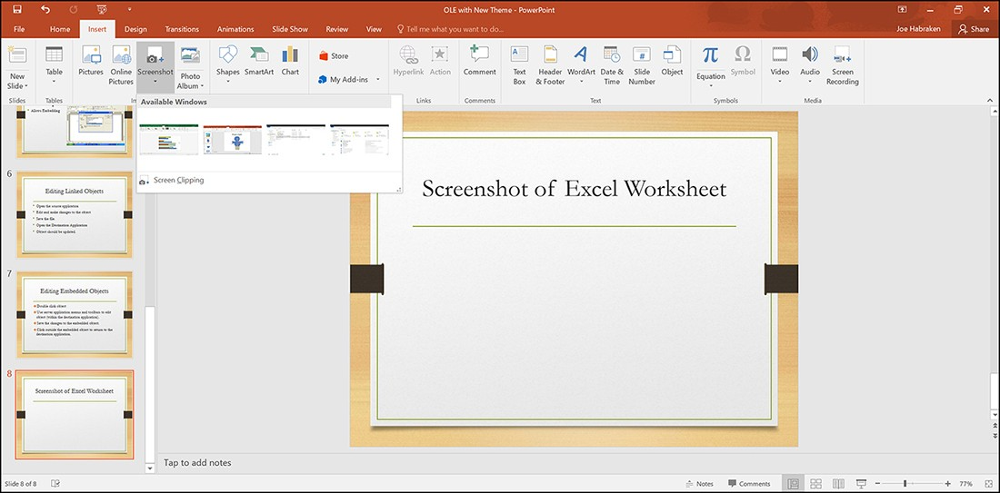 OLE with New Theme - PowerPoint
File Home Insert Design Transitions Animations Slide Show Review View Tell me what you want to do... Joe Habraken Share
New Slide Table Pictures Online Pictures Screenshot Photo Album Shapes SmartArt Chart Store My Add-ins Hyperlink Action Comment Text Box Header & Footer WordArt Date & Time Slide Number Object Equation Symbol Video Audio Screen Recording
Slides Tables Links Comments Text Symbols Media
Available Windows
Screen Clipping
Allows Embedding
6
Editing Linked Objects
Open the source application
Edit and make changes to the object
Save the file
Open the Destination Application
Object should be updated.
7
Editing Embedded Objects
Double click object
Use server application menus and toolbars to edit
object (within the destination application).
Save the changes to the embedded object
Click outside the embedded object to return to the
destination application.
8
Screenshot of Excel Worksheet
Screenshot of Excel Worksheet
Tap to add notes
Slide 8 of 8 Notes Comments 77%